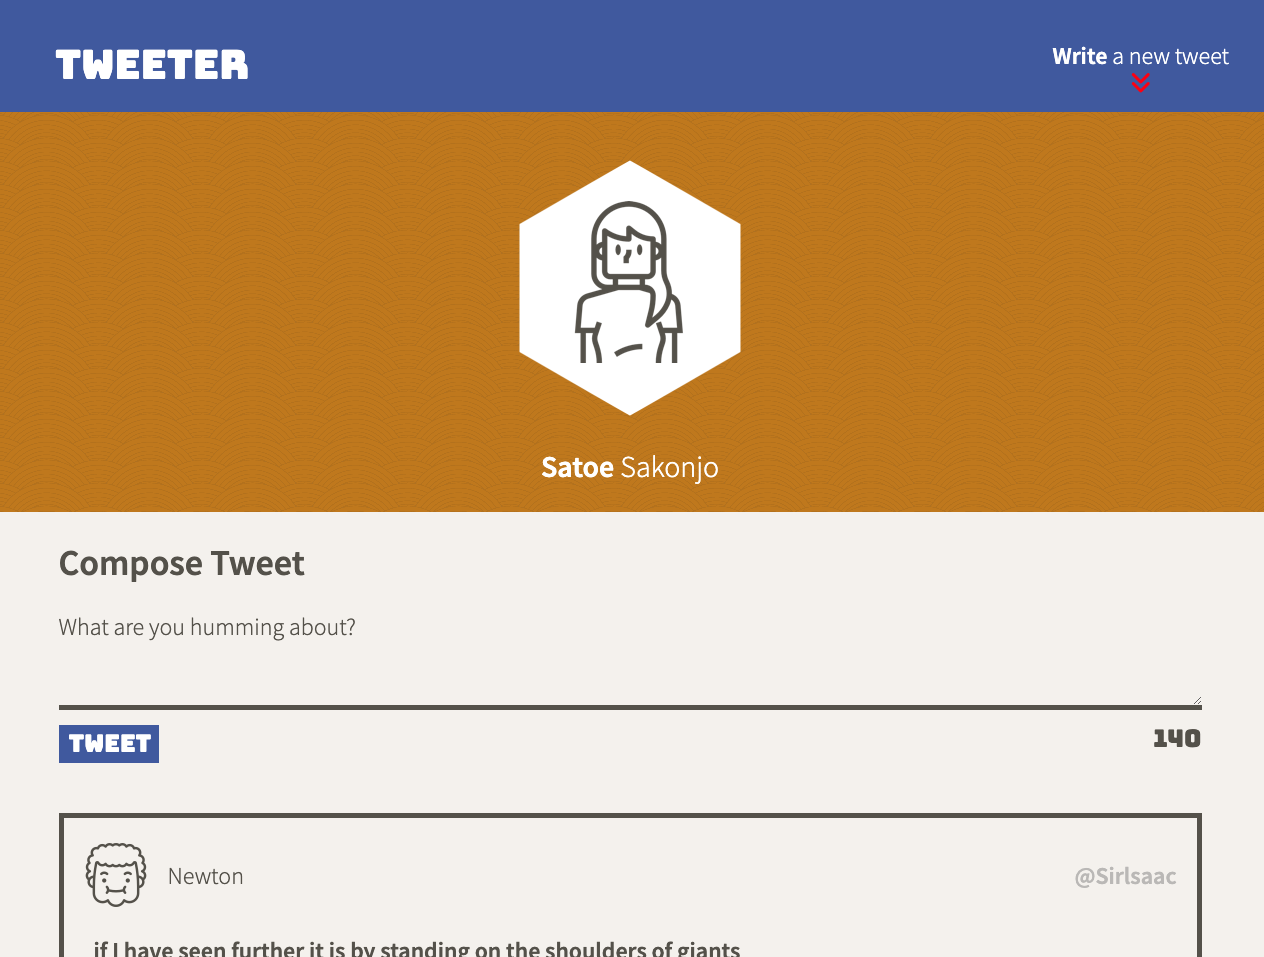 TWEETER
Write a new tweet
Satoe Sakonjo
Compose Tweet
What are you humming about?
TWEET
140
Newton
@SirIsaac
if I have seen further it is by standing on the shoulders of giants